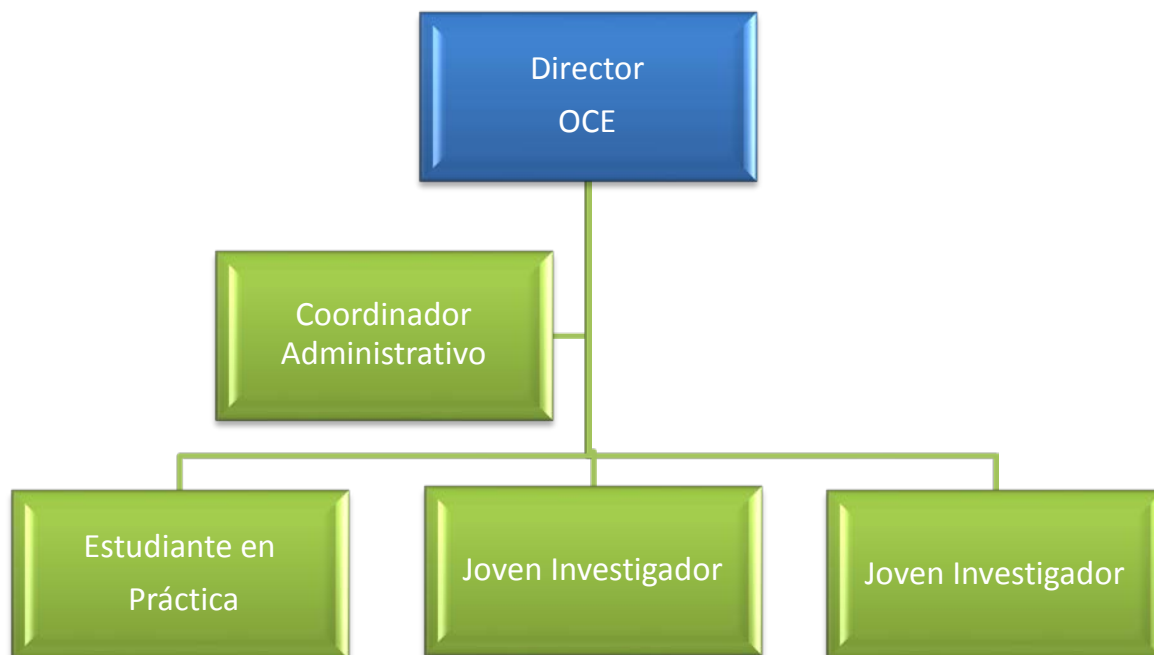 Director
OCE
Coordinador
Administrativo
Estudiante en
Práctica
Joven Investigador
Joven Investigador